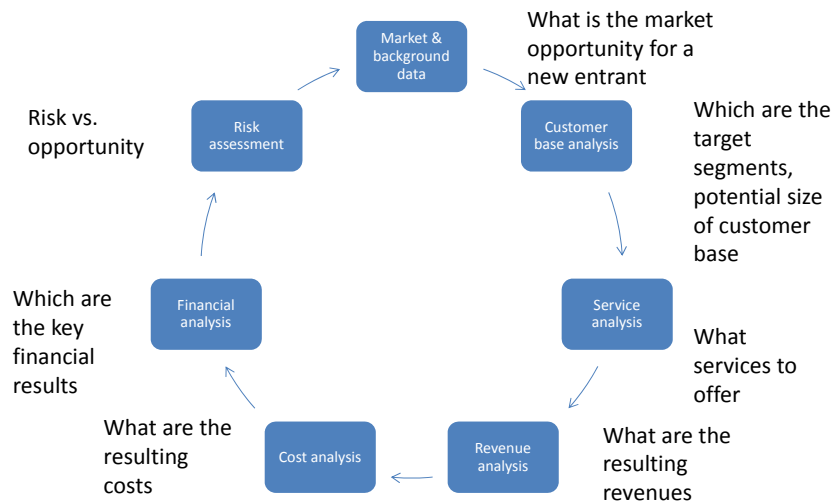 Market &
background
data
What is the market
opportunity for a
new entrant
Customer
base analysis
Which are the
target
segments,
potential size
of customer
base
Service
analysis
What
services to
offer
Revenue
analysis
What are the
resulting
revenues
Cost analysis
What are the
resulting
costs
Financial
analysis
Which are
the key
financial
results
Risk
assessment
Risk vs.
opportunity